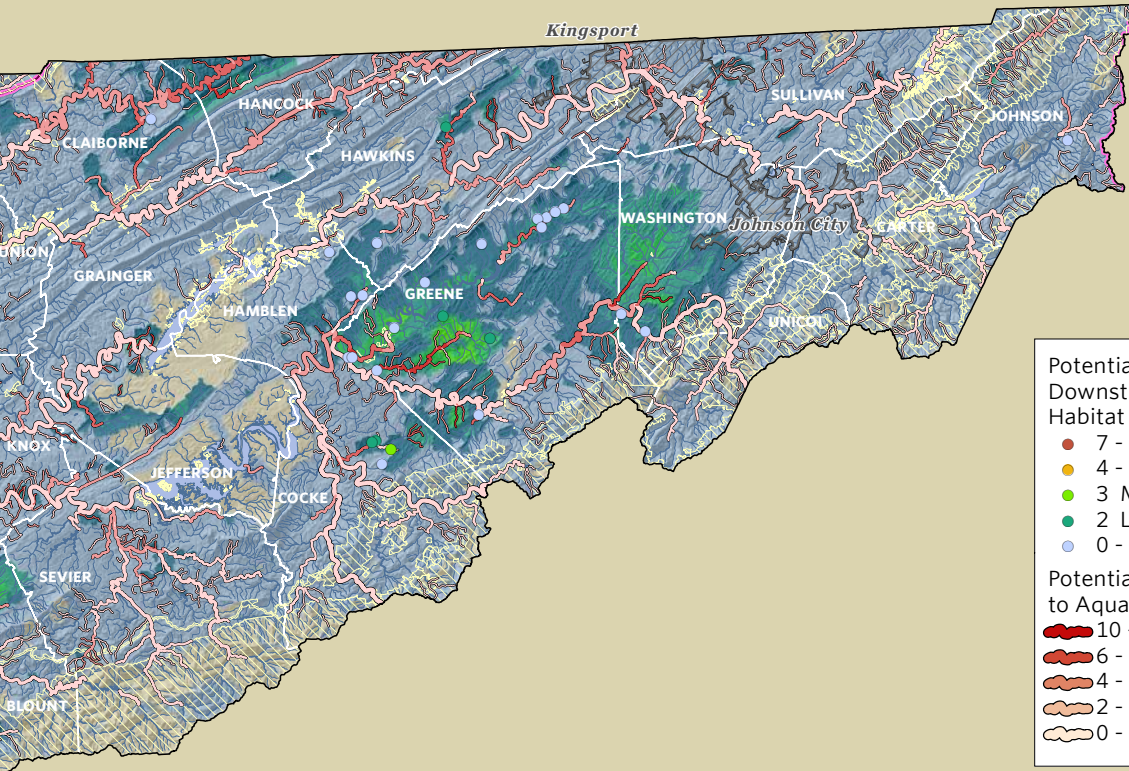 Kingsport
SULLIVAN
HANCOCK
JOHNSON
CLAIBORNE
HAWKINS
WASHINGTON
Johnson City
CARTER
UNION
GRAINGER
GREENE
HAMBLEN
UNICOI
KNOX
JEFFERSON
COCKE
SEVIER
BLOUNT
Potentia
Downst
Habitat
7 -
4 -
3 M
2 L
0 -
Potentia
to Aqua
10 -
6 -
4 -
2 -
0 -